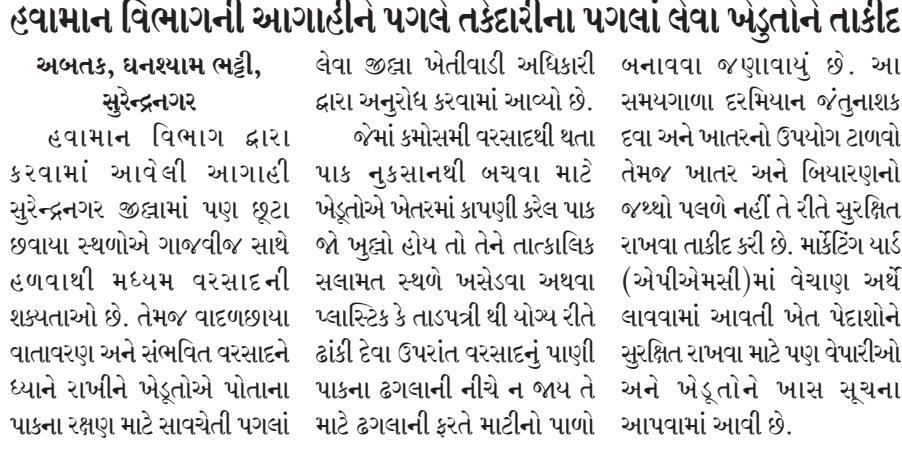 હવામાન વિભાગની આગાહીને પગલે તકેદારીના પગલાં લેવા ખેડુતોને તાકીદ
અબતક, ઘનશ્યામ ભટ્ટી,
સુરેન્દ્રનગર
હવામાન વિભાગ દ્વારા
કરવામાં આવેલી આગાહી
સુરેન્દ્રનગર જીલ્લામાં પણ છૂટા
છવાયા સ્થળોએ ગાજવીજ સાથે
હળવાથી મધ્યમ વરસાદની
શક્યતાઓ છે. તેમજ વાદળછાયા
વાતાવરણ અને સંભવિત વરસાદને
ધ્યાને રાખીને ખેડૂતોએ પોતાના
પાકના રક્ષણ માટે સાવચેતી પગલાં
લેવા જીલ્લા ખેતીવાડી અધિકારી
દ્વારા અનુરોધ કરવામાં આવ્યો છે.
જેમાં કમોસમી વરસાદથી થતા
પાક નુકસાનથી બચવા માટે
ખેડૂતોએ ખેતરમાં કાપણી કરેલ પાક
જો ખુલ્લો હોય તો તેને તાત્કાલિક
સલામત સ્થળે ખસેડવા અથવા
પ્લાસ્ટિક કે તાડપત્રી થી યોગ્ય રીતે
ઢાંકી દેવા ઉપરાંત વરસાદનું પાણી
પાકના ઢગલાની નીચે ન જાય તે
માટે ઢગલાની ફરતે માટીનો પાળો
બનાવવા જણાવાયું છે. આ
સમયગાળા દરમિયાન જંતુનાશક
દવા અને ખાતરનો ઉપયોગ ટાળવો
તેમજ ખાતર અને બિયારણનો
જથ્થો પલળે નહીં તે રીતે સુરક્ષિત
રાખવા તાકીદ કરી છે. માર્કેટિંગ યાર્ડ
(એપીએમસી)માં વેચાણ અર્થે
લાવવામાં આવતી ખેત પેદાશોને
સુરક્ષિત રાખવા માટે પણ વેપારીઓ
અને ખેડૂતોને ખાસ સૂચના
આપવામાં આવી છે.